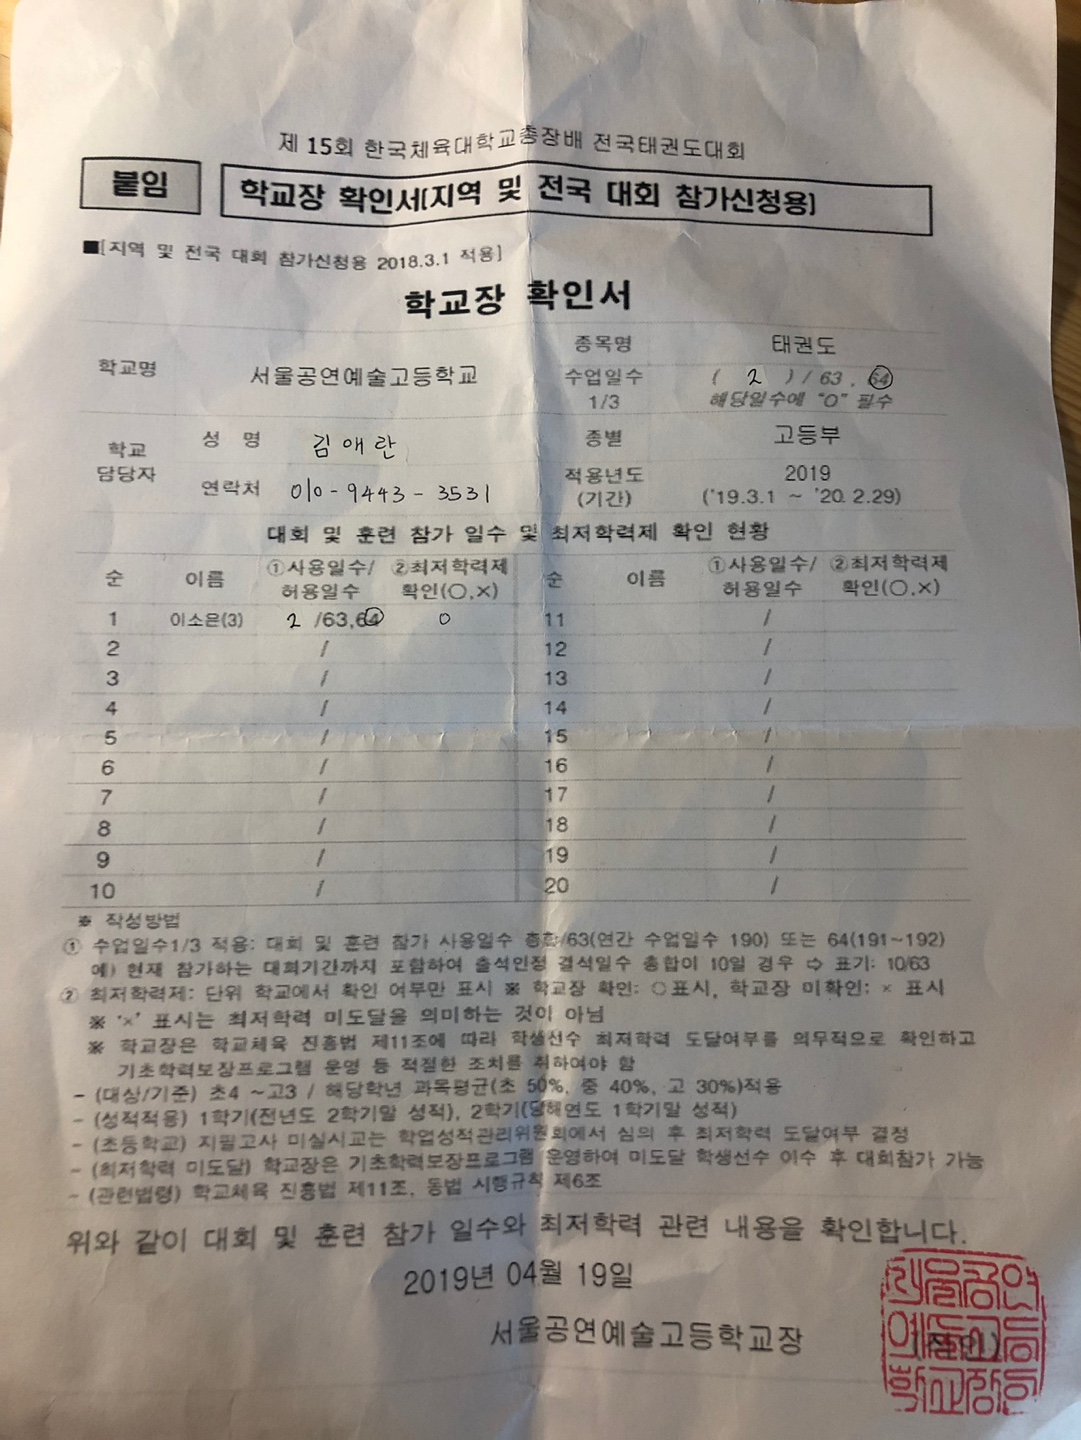 제 15회 한국체육대학교총장배 전국태권도대회
붙임 학교장 확인서[지역 및 전국 대회 참가신청용]
■[지역 및 전국 대회 참가신청용 2018.3.1 적용]
학교장 확인서
학교명 서울공연예술고등학교 종목명 태권도
수업일수 1/3 ( 2 ) / 63 , 64
해당일수에 "O" 필수
학교 담당자 성 명 김애란 종별 고등부
연락처 010-9443-3531 적용년도 (기간) 2019
('19.3.1 ~ '20. 2.29)
대회 및 훈련 참가 일수 및 최저학력제 확인 현황
순 이름 ①사용일수/허용일수 ②최저학력제 확인(○,×) 순 이름 ①사용일수/허용일수 ②최저학력제 확인(○,×)
1 이소은(3) 2 /63,64 O 11 /
2 / 12 /
3 / 13 /
4 / 14 /
5 / 15 /
6 / 16 /
7 / 17 /
8 / 18 /
9 / 19 /
10 / 20 /
※ 작성방법
① 수업일수1/3 적용: 대회 및 훈련 참가 사용일수 총합/63(연간 수업일수 190) 또는 64(191~192)
예) 현재 참가하는 대회기간까지 포함하여 출석인정 결석일수 총합이 10일 경우 ⇨ 표기: 10/63
② 최저학력제: 단위 학교에서 확인 여부만 표시 ※ 학교장 확인: ○표시, 학교장 미확인: × 표시
※ '×' 표시는 최저학력 미도달을 의미하는 것이 아님
※ 학교장은 학교체육 진흥법 제11조에 따라 학생선수 최저학력 도달여부를 의무적으로 확인하고
기초학력보장프로그램 운영 등 적절한 조치를 취하여야 함
- (대상/기준) 초4 ~고3 / 해당학년 과목평균(초 50%, 중 40%, 고 30%)적용
- (성적적용) 1학기(전년도 2학기말 성적), 2학기(당해연도 1학기말 성적)
- (초등학교) 지필고사 미실시교는 학업성적관리위원회에서 심의 후 최저학력 도달여부 결정
- (최저학력 미도달) 학교장은 기초학력보장프로그램 운영하여 미도달 학생선수 이수 후 대회참가 가능
- (관련법령) 학교체육 진흥법 제11조, 동법 시행규칙 제6조
위와 같이 대회 및 훈련 참가 일수와 최저학력 관련 내용을 확인합니다.
2019년 04월 19일
서울공연예술고등학교장 (직인)
서울공연
예술고등
학교장인